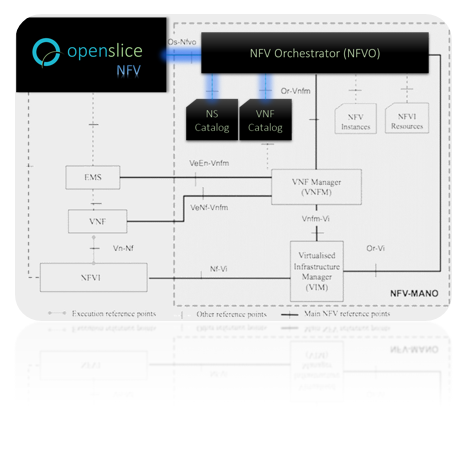 openslice
NFV
Os-Nfvo
NFV Orchestrator (NFVO)
Or-Vnfm
NS
Catalog
VNF
Catalog
NFV
Instances
NFVI
Resources
VeEn-Vnfm
EMS
VNF Manager
(VNFM)
VeNf-Vnfm
VNF
Vnfm-Vi
Vn-Nf
Or-Vi
Virtualised
Infrastructure
Manager
(VIM)
NFVI
Nf-Vi
NFV-MANO
Execution reference points
Other reference points
Main NFV reference points